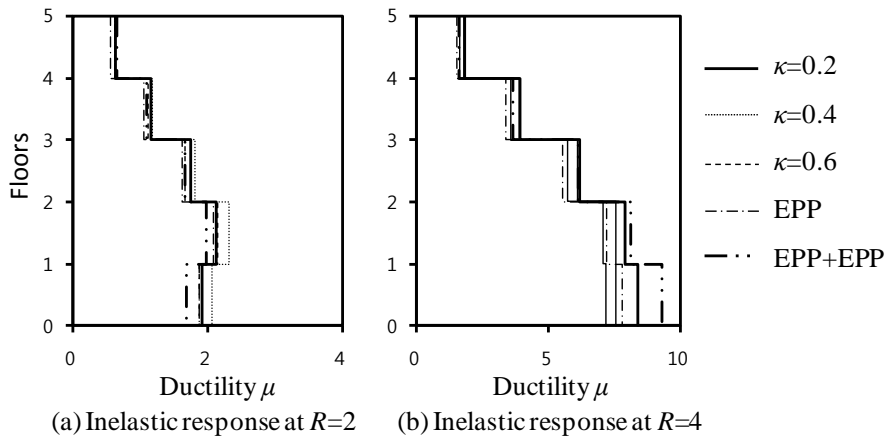 Floors
5
4
3
2
1
0
0 2 4
Ductility μ
(a) Inelastic response at R=2
5
4
3
2
1
0
0 5 10
Ductility μ
(b) Inelastic response at R=4
κ=0.2
κ=0.4
κ=0.6
EPP
EPP+EPP